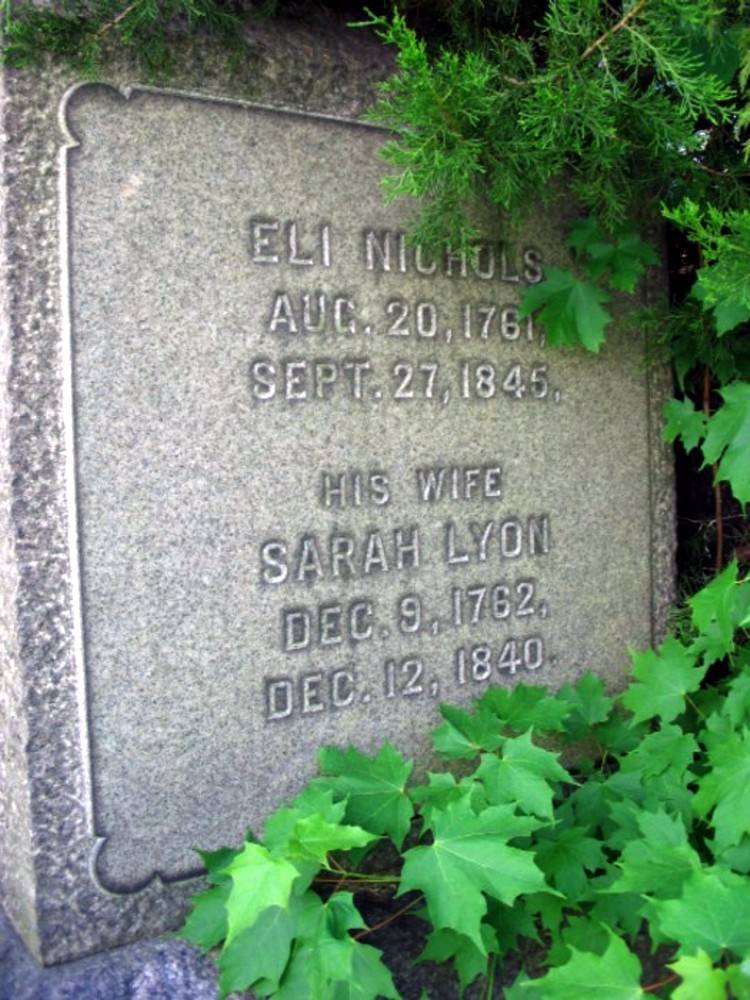 ELI NICHOLS
AUG. 20, 1761,
SEPT. 27, 1845,
HIS WIFE
SARAH LYON
DEC. 9, 1762,
DEC. 12, 1840.